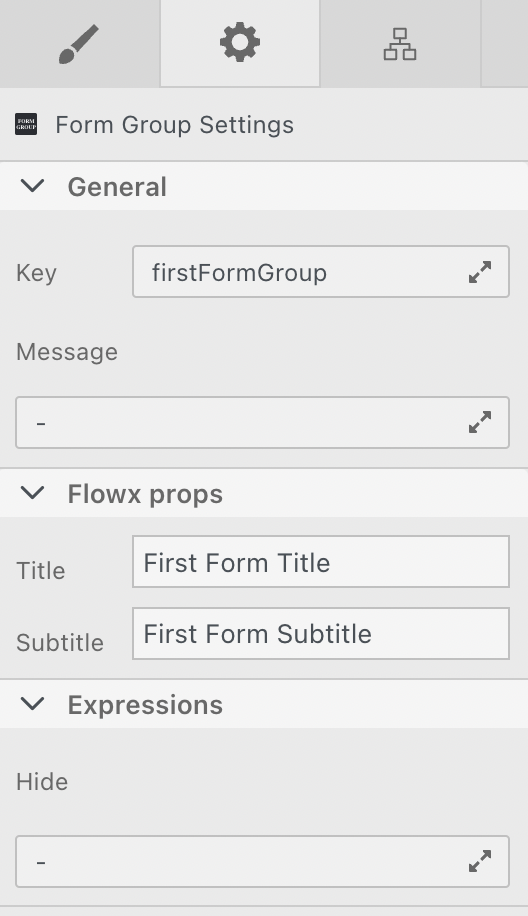 FORM
GROUP
Form Group Settings
General
Key
firstFormGroup
Message
-
Flowx props
Title
First Form Title
Subtitle
First Form Subtitle
Expressions
Hide
-